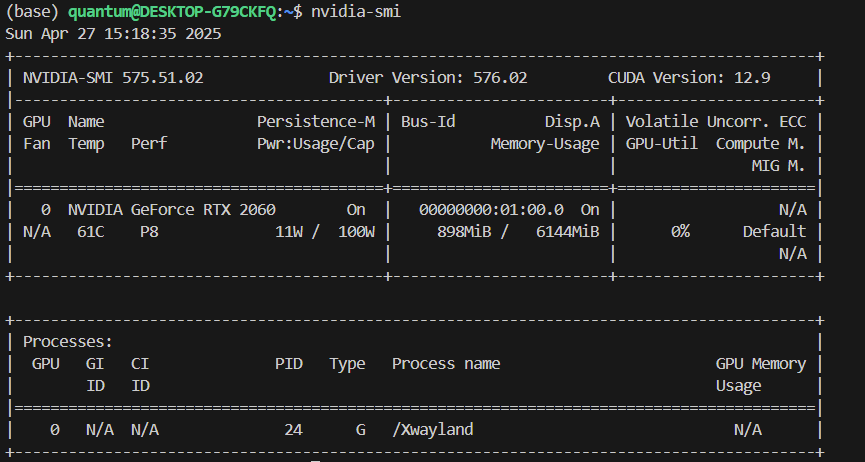 (base) quantum@DESKTOP-G79CKFQ:~$ nvidia-smi
Sun Apr 27 15:18:35 2025
+-----------------------------------------------------------------------------------------+
| NVIDIA-SMI 575.51.02              Driver Version: 576.02         CUDA Version: 12.9     |
|-----------------------------------------+------------------------+----------------------+
| GPU  Name                 Persistence-M | Bus-Id          Disp.A | Volatile Uncorr. ECC |
| Fan  Temp   Perf          Pwr:Usage/Cap |           Memory-Usage | GPU-Util  Compute M. |
|                                         |                        |               MIG M. |
|=========================================+========================+======================|
|   0  NVIDIA GeForce RTX 2060        On  |   00000000:01:00.0  On |                  N/A |
| N/A   61C    P8             11W /  100W |     898MiB /   6144MiB |      0%      Default |
|                                         |                        |                  N/A |
+-----------------------------------------+------------------------+----------------------+
+-----------------------------------------------------------------------------------------+
| Processes:                                                                              |
|  GPU   GI   CI              PID   Type   Process name                        GPU Memory |
|        ID   ID                                                               Usage      |
|=========================================================================================|
|    0   N/A  N/A              24      G   /Xwayland                             N/A      |
+-----------------------------------------------------------------------------------------+